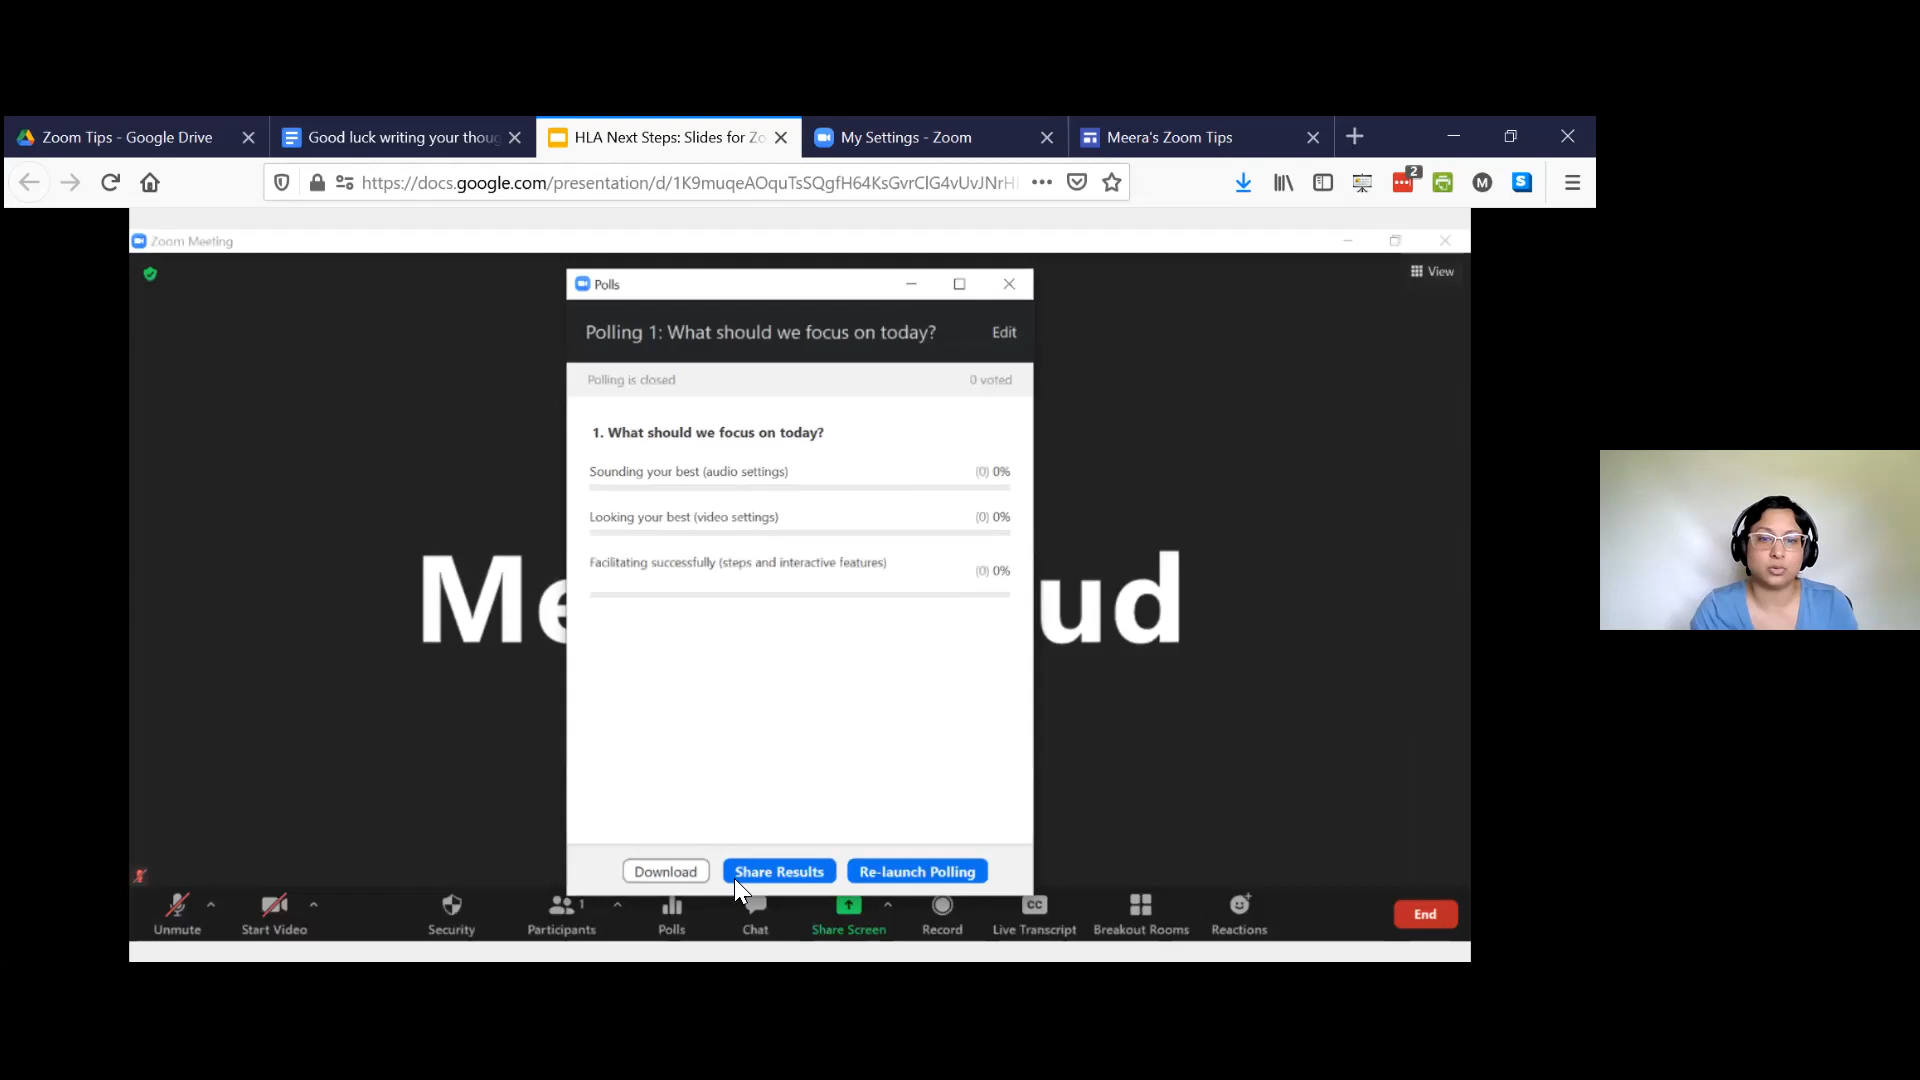 Zoom Tips - Google Drive
Good luck writing your thoug
HLA Next Steps: Slides for Zo
My Settings - Zoom
Meera's Zoom Tips
https://docs.google.com/presentation/d/1K9muqeAOquTsSQgfH64KsGvrClG4vUvJNrH
2
M
S
Zoom Meeting
View
Polls
Polling 1: What should we focus on today?
Edit
Polling is closed
0 voted
1. What should we focus on today?
Sounding your best (audio settings)
(0) 0%
Looking your best (video settings)
(0) 0%
Facilitating successfully (steps and interactive features)
(0) 0%
Me
ud
Download
Share Results
Re-launch Polling
Unmute
Start Video
Security
1
Participants
Polls
Chat
Share Screen
Record
CC
Live Transcript
Breakout Rooms
Reactions
End